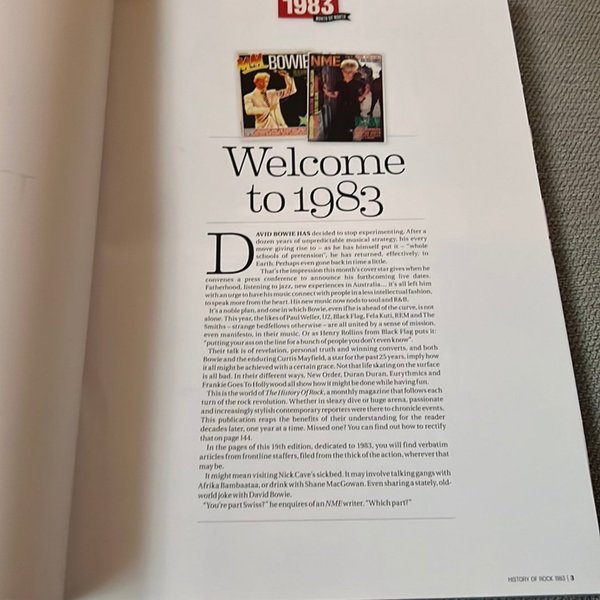 1983
MONTH BY MONTH
BOWIE
NME
Welcome
to 1983
DAVID BOWIE HAS decided to stop experimenting. After a
dozen years of unpredictable musical strategy, his every
move giving rise to – as he has himself put it – "whole
schools of pretension", he has returned, effectively, to
Earth. Perhaps even gone back in time a little.
That's the impression this month's cover star gives when he
convenes a press conference to announce his forthcoming live dates.
Fatherhood, listening to jazz, new experiences in Australia... it's all left him
with an urge to have his music connect with people in a less intellectual fashion,
to speak more from the heart. His new music now nods to soul and R&B.
It's a noble plan, and one in which Bowie, even if he is ahead of the curve, is not
alone. This year, the likes of Paul Weller, U2, Black Flag, Fela Kuti, REM and The
Smiths – strange bedfellows otherwise – are all united by a sense of mission,
even manifesto, in their music. Or as Henry Rollins from Black Flag puts it:
"putting your ass on the line for a bunch of people you don't even know".
Their talk is of revelation, personal truth and winning converts, and both
Bowie and the enduring Curtis Mayfield, a star for the past 25 years, imply how
it all might be achieved with a certain grace. Not that life skating on the surface
is all bad. In their different ways, New Order, Duran Duran, Eurythmics and
Frankie Goes To Hollywood all show how it might be done while having fun.
This is the world of The History Of Rock, a monthly magazine that follows each
turn of the rock revolution. Whether in sleazy dive or huge arena, passionate
and increasingly stylish contemporary reporters were there to chronicle events.
This publication reaps the benefits of their understanding for the reader
decades later, one year at a time. Missed one? You can find out how to rectify
that on page 144.
In the pages of this 19th edition, dedicated to 1983, you will find verbatim
articles from frontline staffers, filed from the thick of the action, wherever that
may be.
It might mean visiting Nick Cave's sickbed. It may involve talking gangs with
Afrika Bambaataa, or drink with Shane MacGowan. Even sharing a stately, old-
world joke with David Bowie.
"You're part Swiss?" he enquires of an NME writer. "Which part?"
HISTORY OF ROCK 1983 | 3